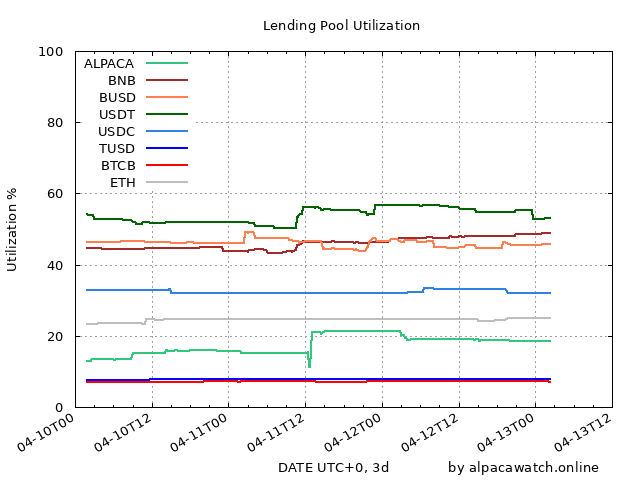 Lending Pool Utilization
100
80
60
40
20
0
Utilization %
ALPACA
BNB
BUSD
USDT
USDC
TUSD
BTCB
ETH
04-10T00
04-10T12
04-11T00
04-11T12
04-12T00
04-12T12
04-13T00
04-13T12
DATE UTC+0, 3d
by alpacawatch.online